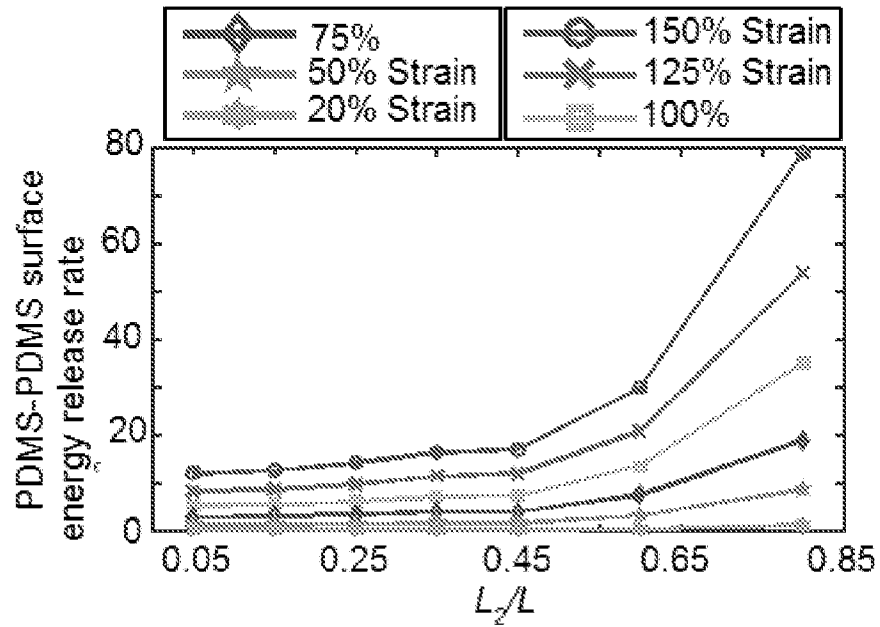 75%
50% Strain
20% Strain
150% Strain
125% Strain
100%
PDMS-PDMS surface
energy release rate
80
60
40
20
0
0.05 0.25 0.45 0.65 0.85
L₂/L